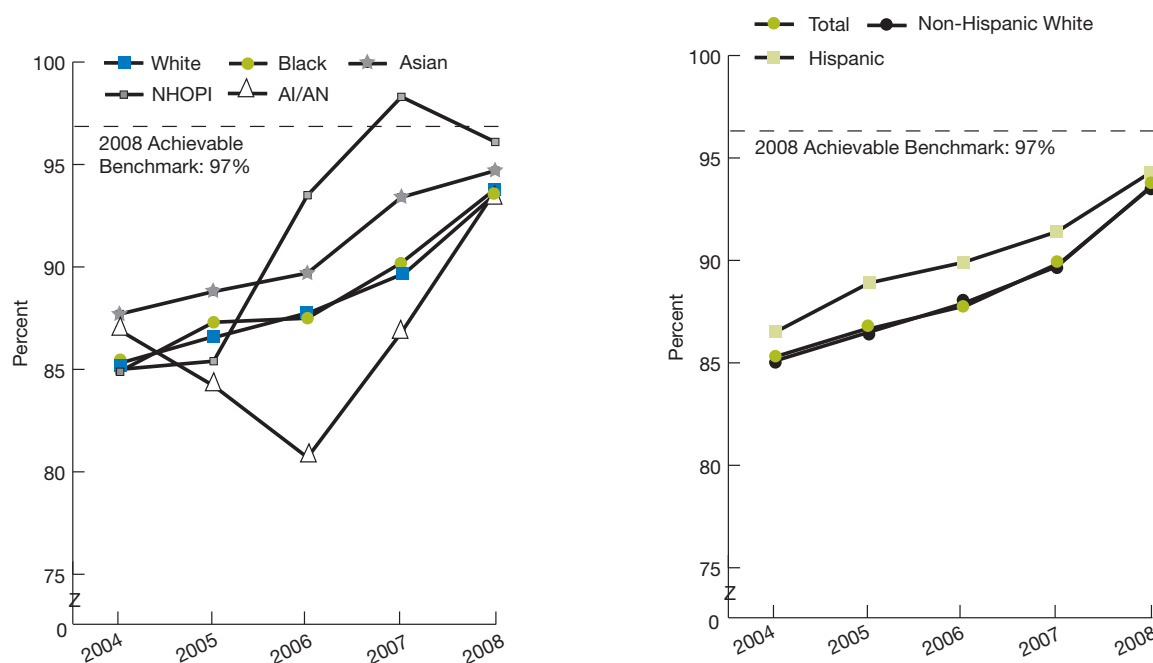 White
Black
Asian
NHOPI
AI/AN
100
95
90
85
80
75
Z
0
Percent
2008 Achievable
Benchmark: 97%
2004
2005
2006
2007
2008
Total
Non-Hispanic White
Hispanic
100
95
90
85
80
75
Z
0
Percent
2008 Achievable Benchmark: 97%
2004
2005
2006
2007
2008